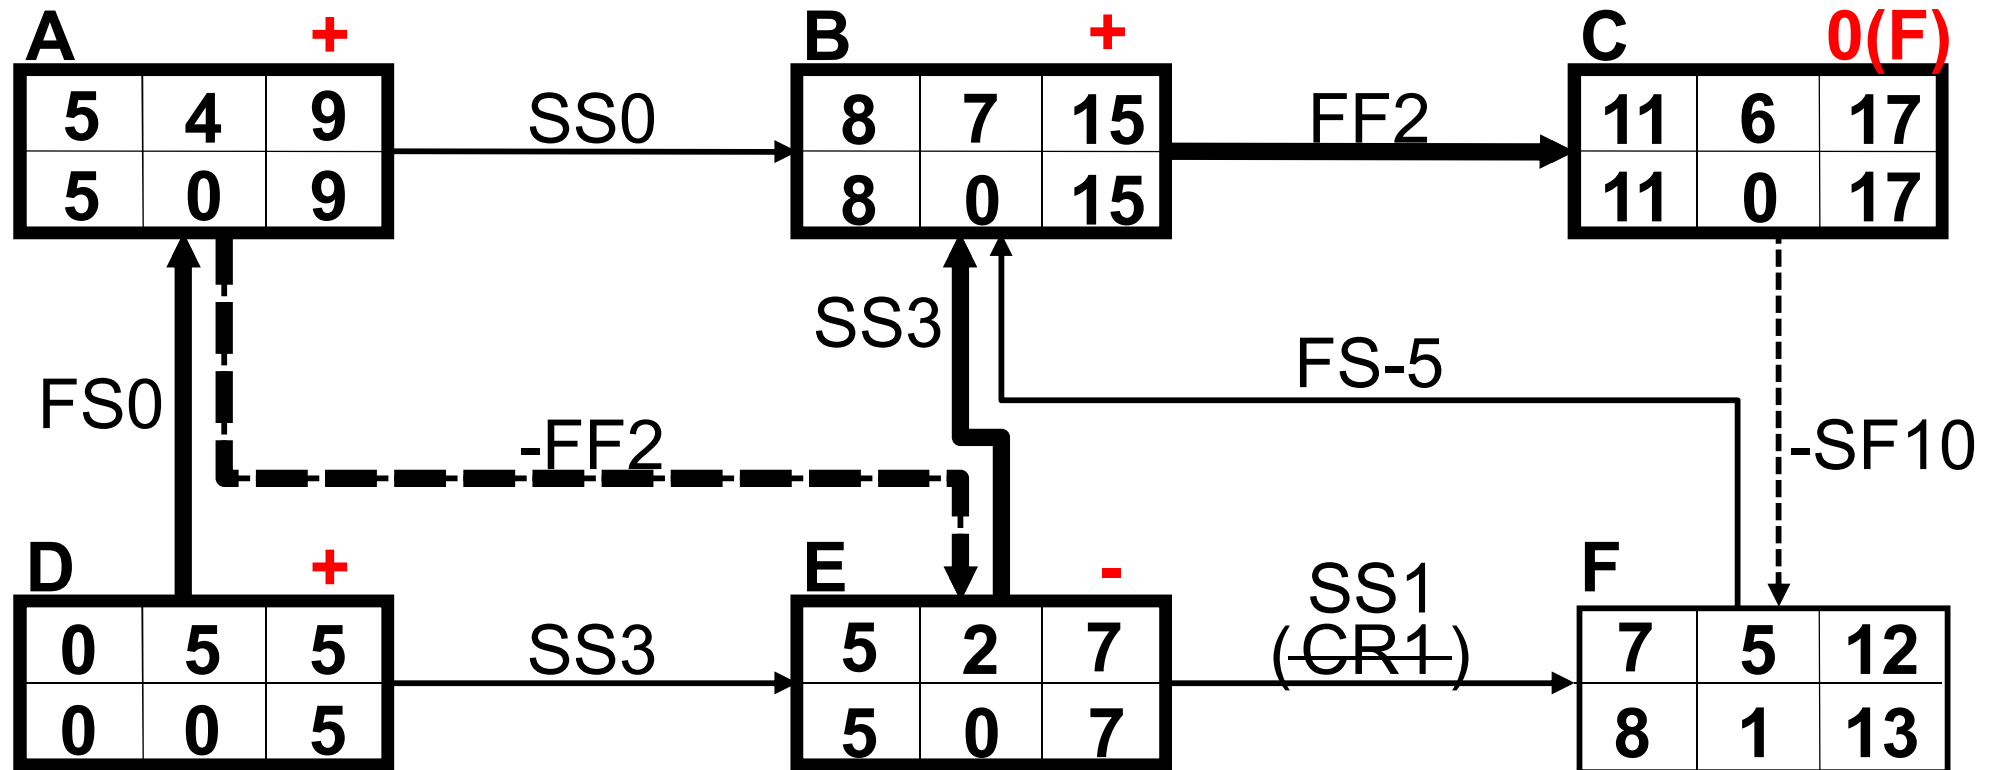 A + B + C 0(F)
5 4 9 SS0 8 7 15 FF2 11 6 17
5 0 9 8 0 15 11 0 17
SS3
FS-5
FS0
-FF2 -SF10
D + E - SS1 F
0 5 5 SS3 5 2 7 (CR1) 7 5 12
0 0 5 5 0 7 8 1 13